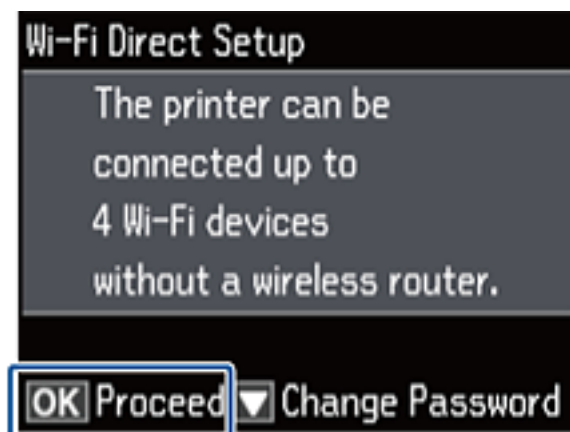 Wi-Fi Direct Setup
The printer can be
connected up to
4 Wi-Fi devices
without a wireless router.
OK Proceed ▼ Change Password